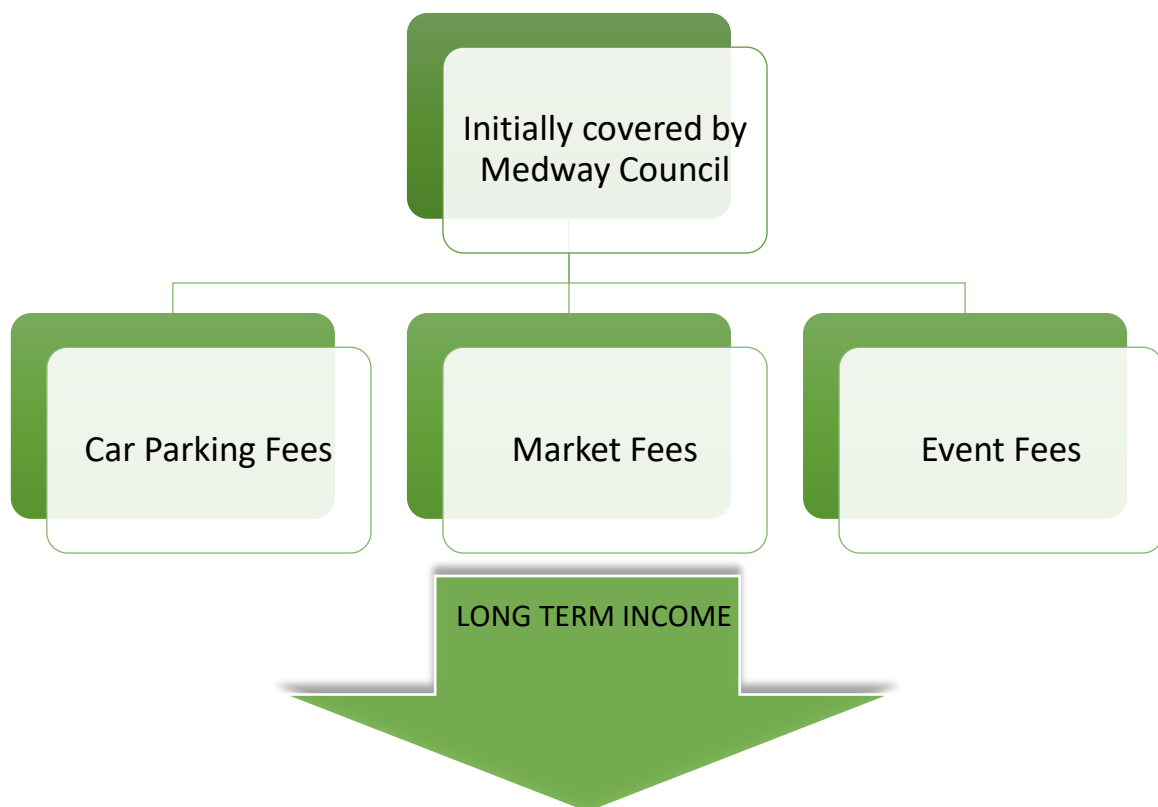 Initially covered by
Medway Council
Car Parking Fees
Market Fees
Event Fees
LONG TERM INCOME